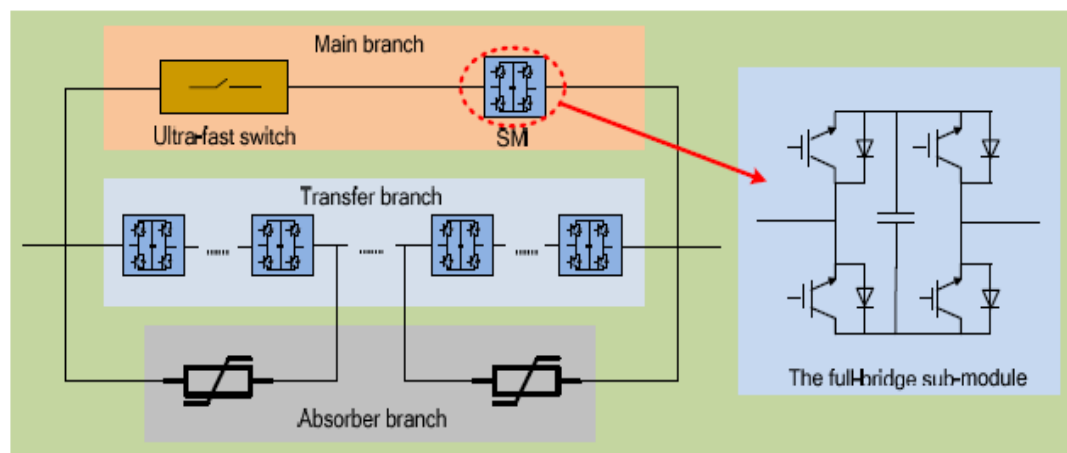 Main branch
Ultra-fast switch
SM
Transfer branch
Absorber branch
The full-bridge sub-module